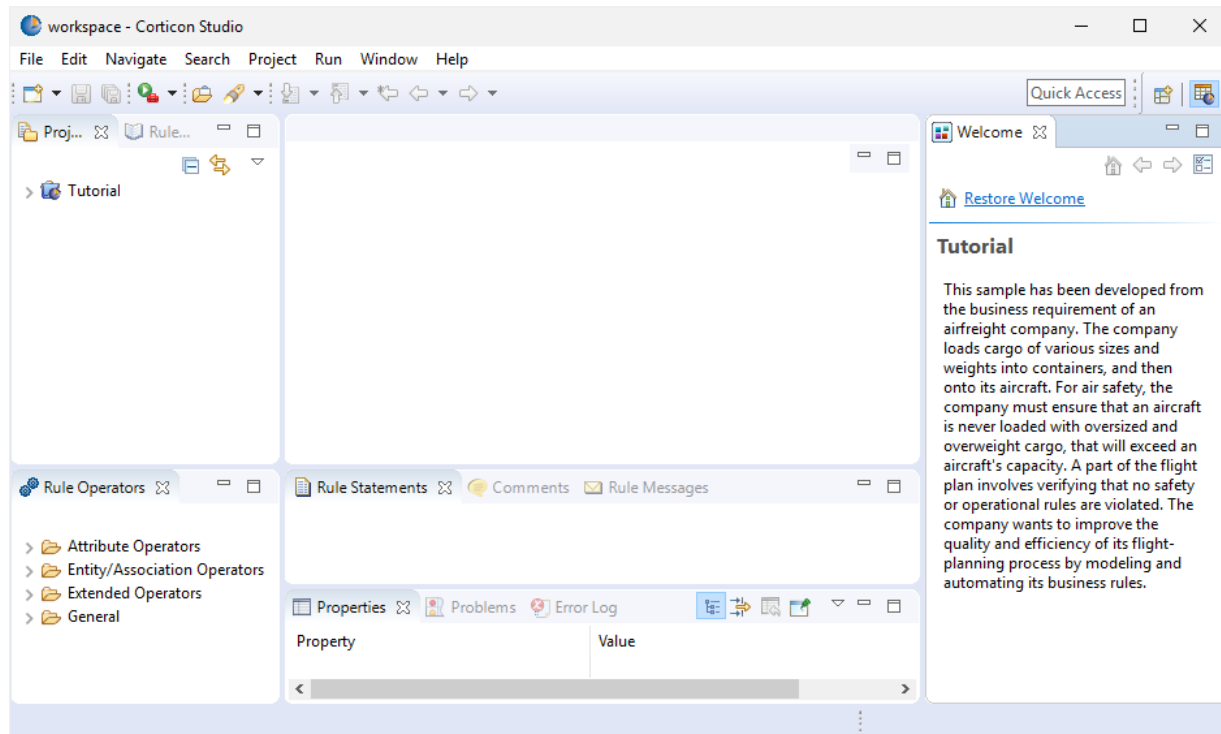 workspace - Corticon Studio
File Edit Navigate Search Project Run Window Help
Quick Access
Proj... Rule...
Tutorial
Welcome
Restore Welcome
Tutorial
This sample has been developed from
the business requirement of an
airfreight company. The company
loads cargo of various sizes and
weights into containers, and then
onto its aircraft. For air safety, the
company must ensure that an aircraft
is never loaded with oversized and
overweight cargo, that will exceed an
aircraft's capacity. A part of the flight
plan involves verifying that no safety
or operational rules are violated. The
company wants to improve the
quality and efficiency of its flight-
planning process by modeling and
automating its business rules.
Rule Operators
Attribute Operators
Entity/Association Operators
Extended Operators
General
Rule Statements Comments Rule Messages
Properties Problems Error Log
Property Value